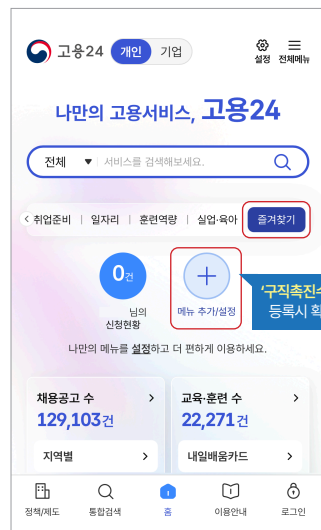 고용24 개인 기업
설정 전체메뉴
나만의 고용서비스, 고용24
전체 ▼ 서비스를 검색해보세요.
< 취업준비 | 일자리 | 훈련역량 | 실업·육아 즐겨찾기
0건
님의
신청현황
메뉴 추가/설정
'구직촉진수
등록시 확
나만의 메뉴를 설정하고 더 편하게 이용하세요.
채용공고 수 >
129,103건
지역별 >
교육·훈련 수 >
22,271건
내일배움카드 >
정책/제도 통합검색 홈 이용안내 로그인